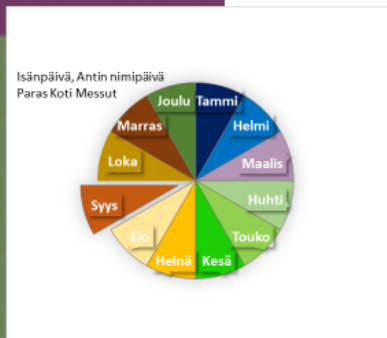 Isänpäivä, Antin nimipäivä
Paras Koti Messut
Joulu Tammi
Marras Helmi
Loka Maalis
Syys Huhti
Elo Touko
Heinä Kesä